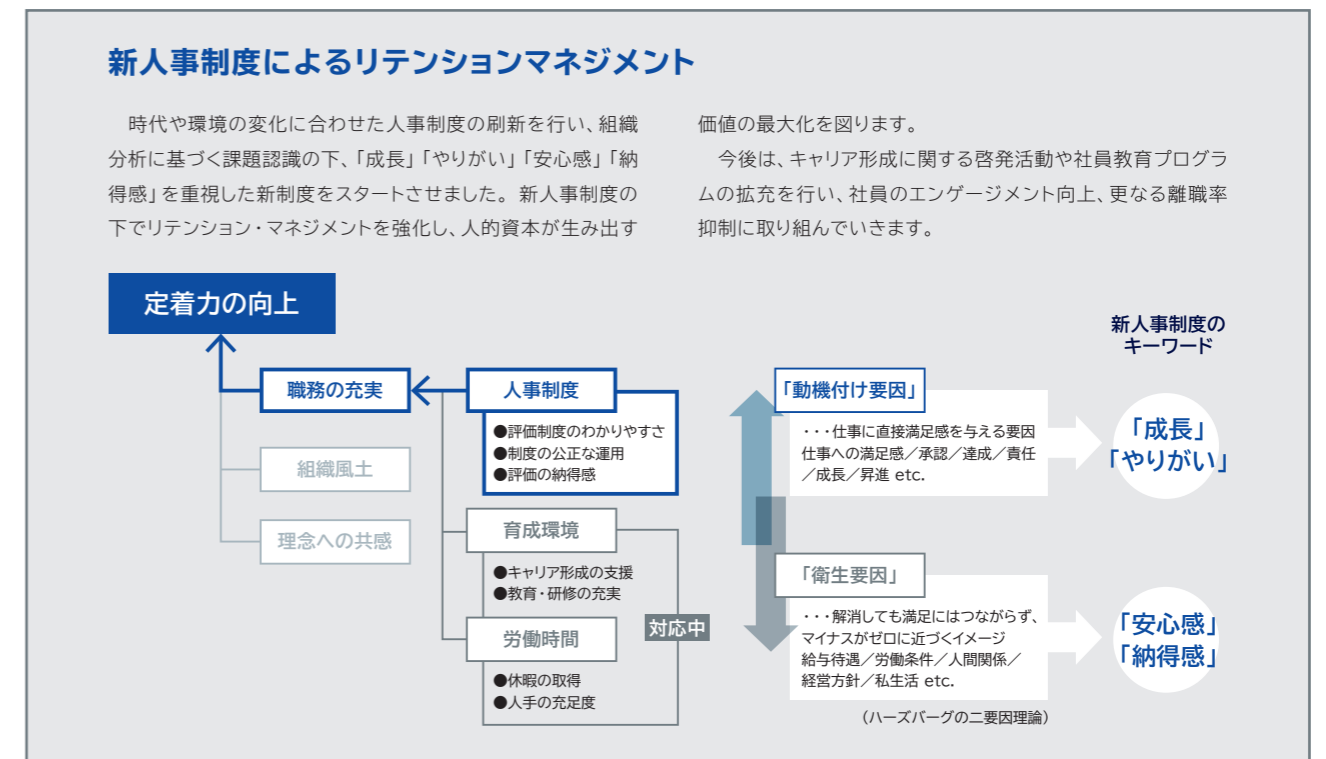 新人事制度によるリテンションマネジメント
時代や環境の変化に合わせた人事制度の刷新を行い、組織
分析に基づく課題認識の下、「成長」「やりがい」「安心感」「納
得感」を重視した新制度をスタートさせました。新人事制度の
下でリテンション・マネジメントを強化し、人的資本が生み出す
価値の最大化を図ります。
今後は、キャリア形成に関する啓発活動や社員教育プログラ
ムの拡充を行い、社員のエンゲージメント向上、更なる離職率
抑制に取り組んでいきます。
定着力の向上
職務の充実
組織風土
理念への共感
人事制度
●評価制度のわかりやすさ
●制度の公正な運用
●評価の納得感
育成環境
●キャリア形成の支援
●教育・研修の充実
労働時間
●休暇の取得
●人手の充足度
対応中
「動機付け要因」
・・・仕事に直接満足感を与える要因
仕事への満足感／承認／達成／責任
／成長／昇進 etc.
「衛生要因」
・・・解消しても満足にはつながらず、
マイナスがゼロに近づくイメージ
給与待遇／労働条件／人間関係／
経営方針／私生活 etc.
（ハーズバーグの二要因理論）
新人事制度の
キーワード
「成長」
「やりがい」
「安心感」
「納得感」